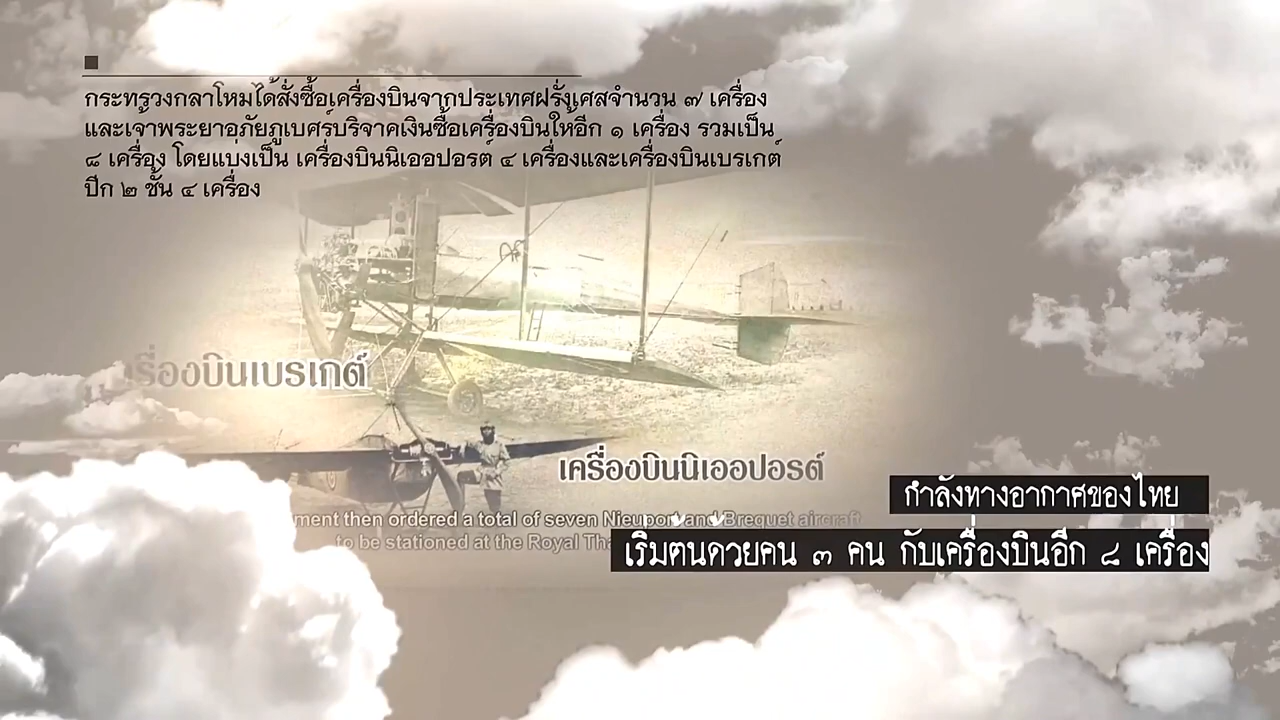 กระทรวงกลาโหมได้สั่งซื้อเครื่องบินจากประเทศฝรั่งเศสจำนวน ๗ เครื่อง
และเจ้าพระยาอภัยภูเบศร์บริจาคเงินซื้อเครื่องบินให้อีก ๑ เครื่อง รวมเป็น
๘ เครื่อง โดยแบ่งเป็น เครื่องบินนิเออปอรต์ ๔ เครื่องและเครื่องบินเบรเกต์
ปีก ๒ ชั้น ๔ เครื่อง
รื่องบินเบรเกต์
เครื่องบินนิเออปอรต์
กำลังทางอากาศของไทย
ment then ordered a total of seven Nieuport and Brequet aircraft
to be stationed at the Royal Tha
เริ่มต้นด้วยคน ๓ คน กับเครื่องบินอีก ๘ เครื่อง